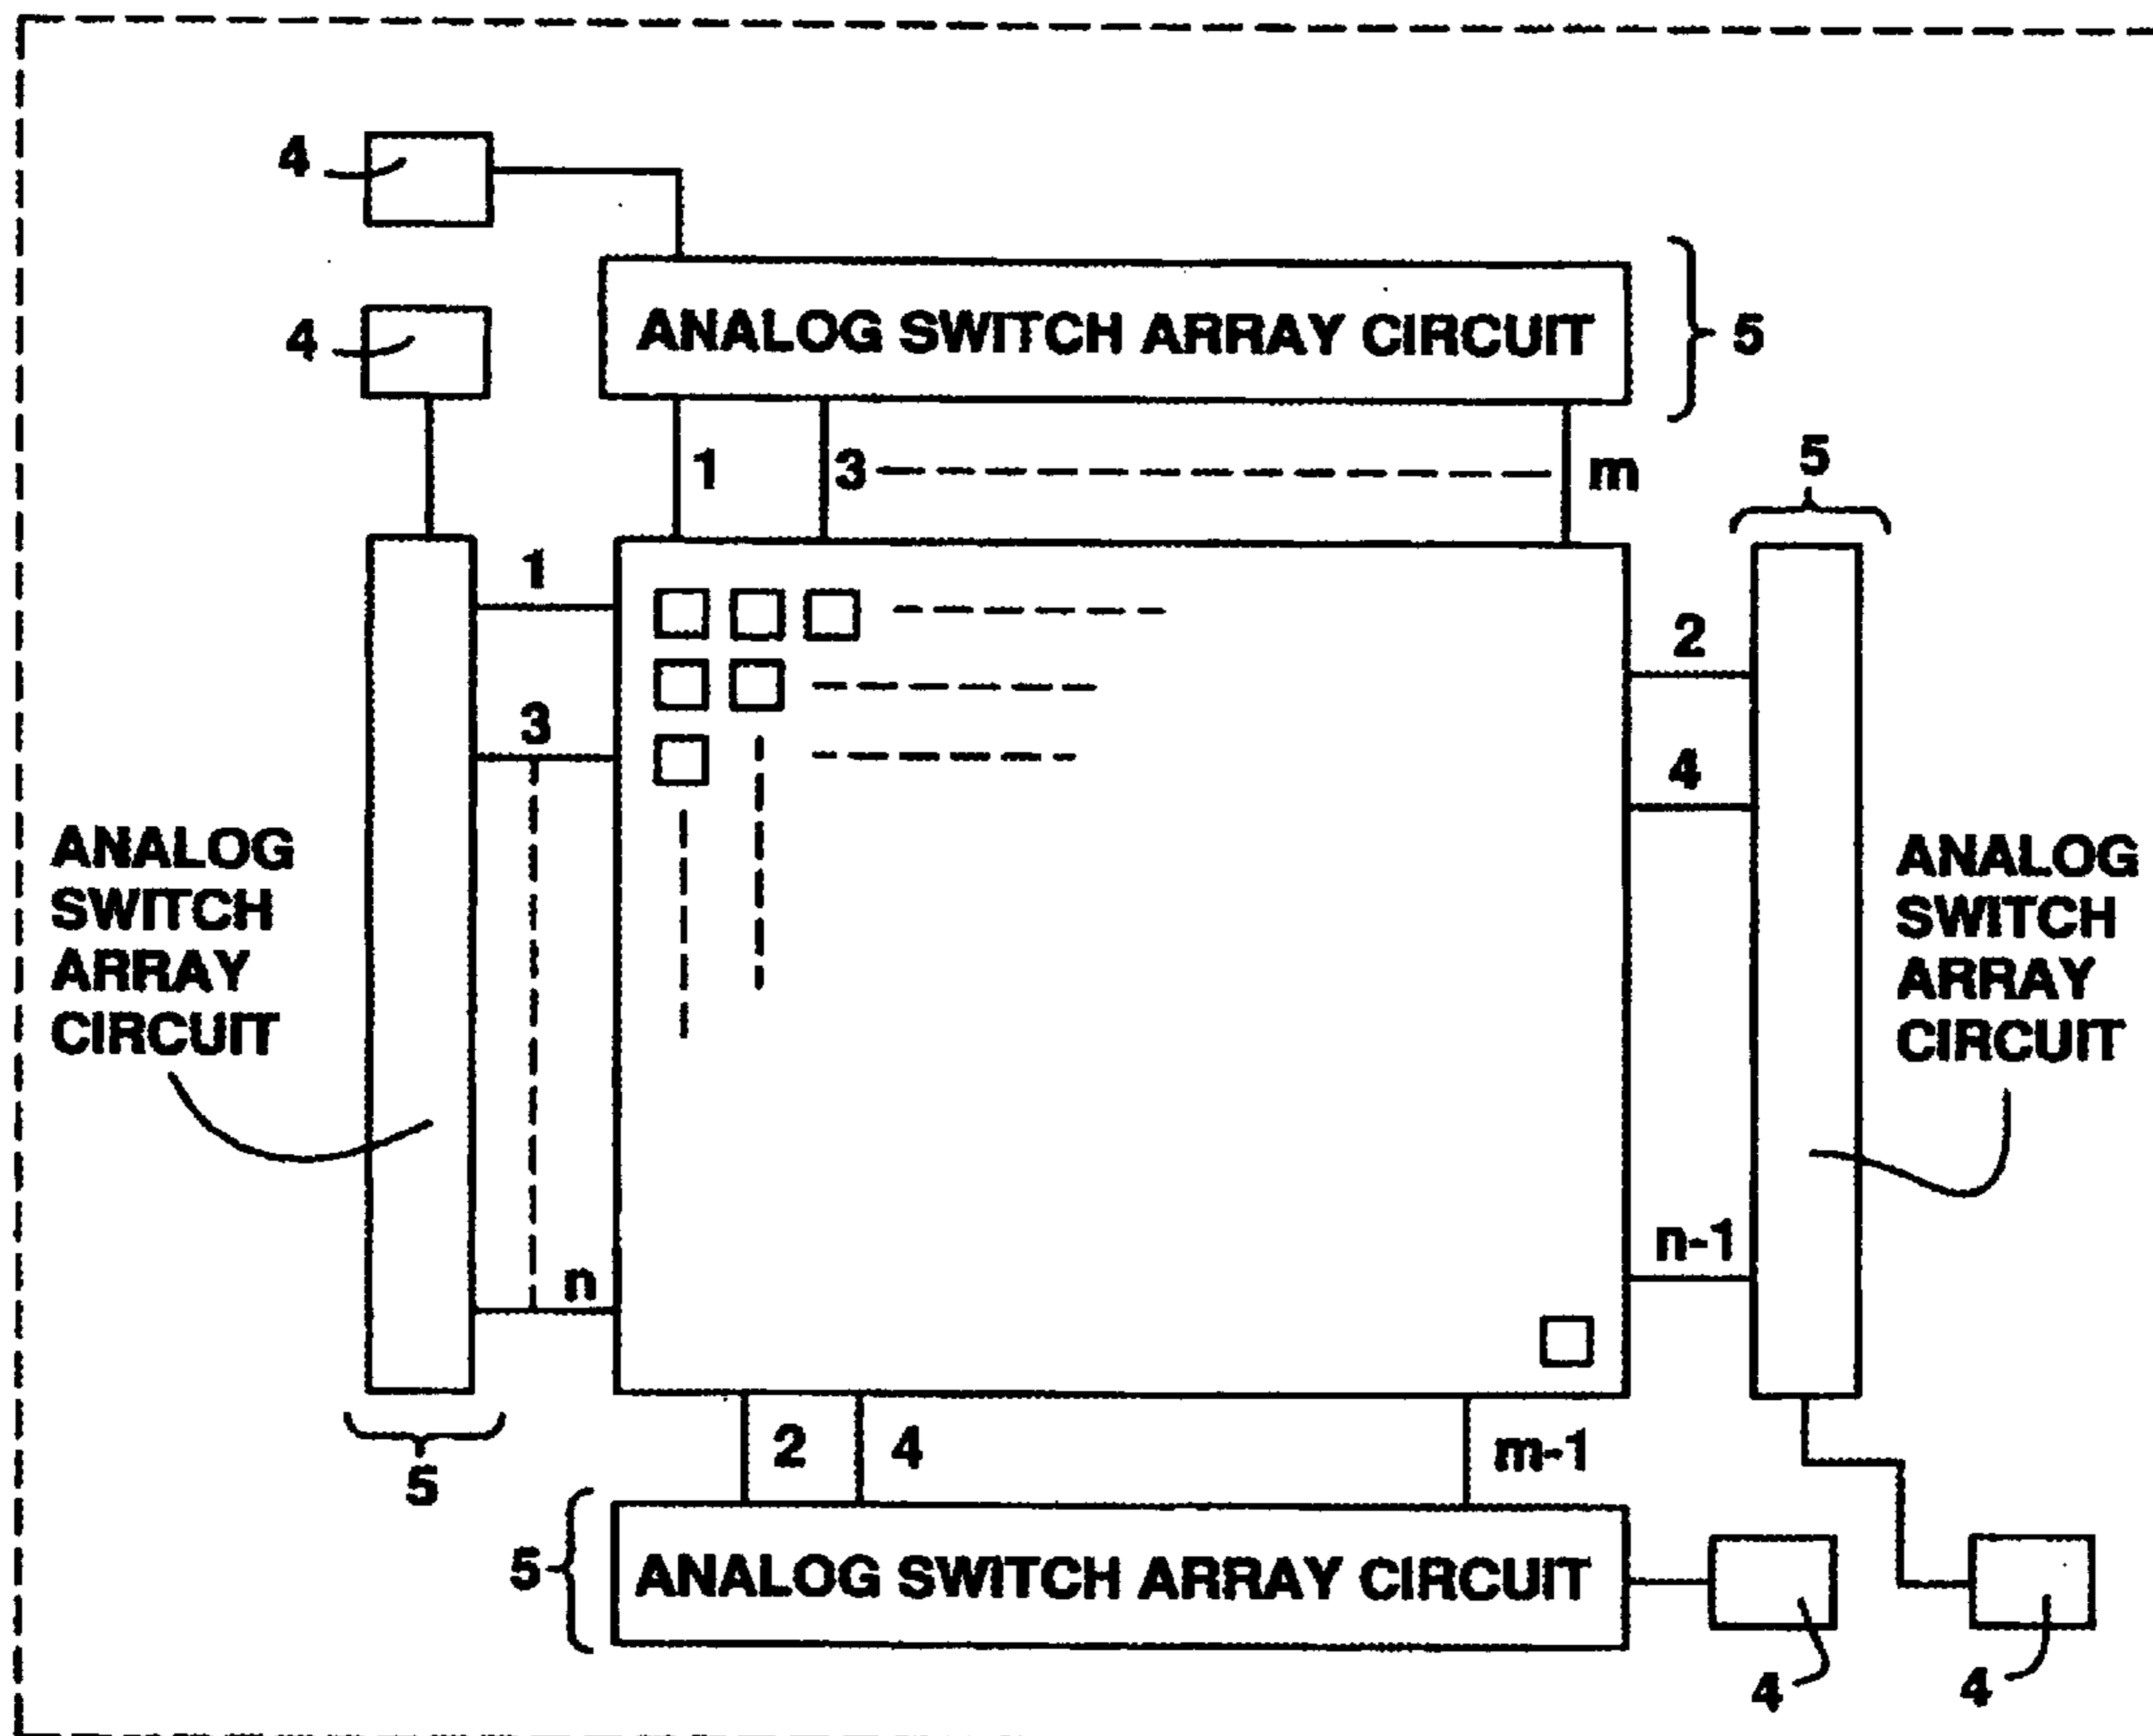 4
4
ANALOG SWITCH ARRAY CIRCUIT
5
1
3
m
5
1
2
3
4
ANALOG
SWITCH
ARRAY
CIRCUIT
ANALOG
SWITCH
ARRAY
CIRCUIT
n-1
n
2
4
m-1
5
5
ANALOG SWITCH ARRAY CIRCUIT
4
4